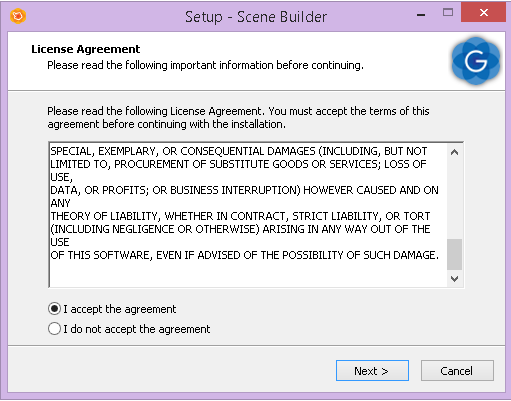 Setup - Scene Builder
License Agreement
Please read the following important information before continuing.
G
Please read the following License Agreement. You must accept the terms of this
agreement before continuing with the installation.
SPECIAL, EXEMPLARY, OR CONSEQUENTIAL DAMAGES (INCLUDING, BUT NOT
LIMITED TO, PROCUREMENT OF SUBSTITUTE GOODS OR SERVICES; LOSS OF
USE,
DATA, OR PROFITS; OR BUSINESS INTERRUPTION) HOWEVER CAUSED AND ON
ANY
THEORY OF LIABILITY, WHETHER IN CONTRACT, STRICT LIABILITY, OR TORT
(INCLUDING NEGLIGENCE OR OTHERWISE) ARISING IN ANY WAY OUT OF THE
USE
OF THIS SOFTWARE, EVEN IF ADVISED OF THE POSSIBILITY OF SUCH DAMAGE.
I accept the agreement
I do not accept the agreement
Next >
Cancel